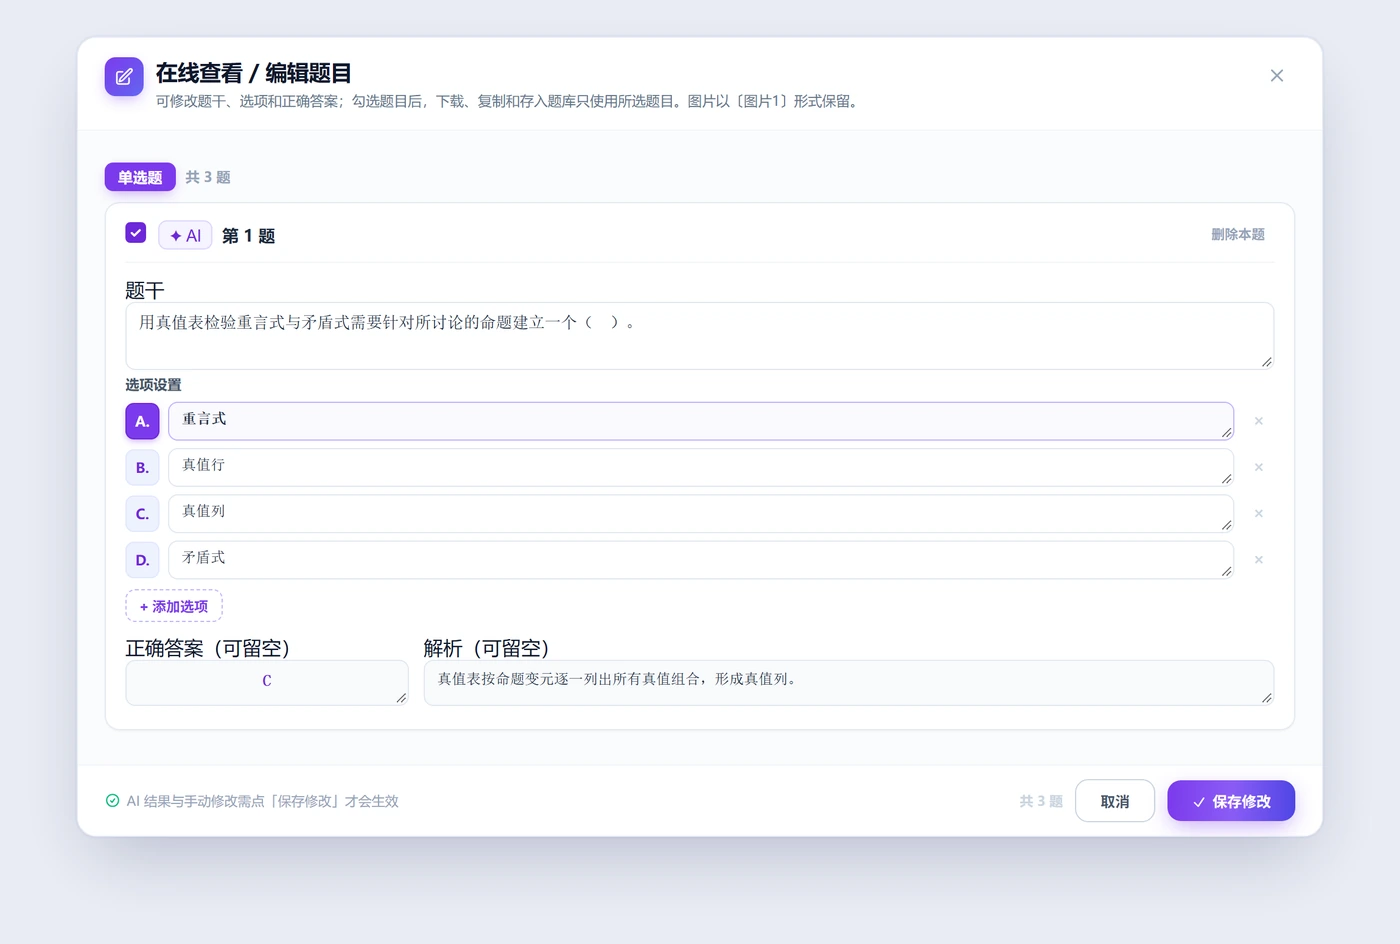 在线查看 / 编辑题目
可修改题干、选项和正确答案；勾选题目后，下载、复制和存入题库只使用所选题目。图片以〔图片1〕形式保留。
单选题 共 3 题
AI 第 1 题 删除本题
题干
用真值表检验重言式与矛盾式需要针对所讨论的命题建立一个（　）。
选项设置
A. 重言式
B. 真值行
C. 真值列
D. 矛盾式
+ 添加选项
正确答案（可留空） 解析（可留空）
C 真值表按命题变元逐一列出所有真值组合，形成真值列。
AI 结果与手动修改需点「保存修改」才会生效 共 3 题 取消 保存修改